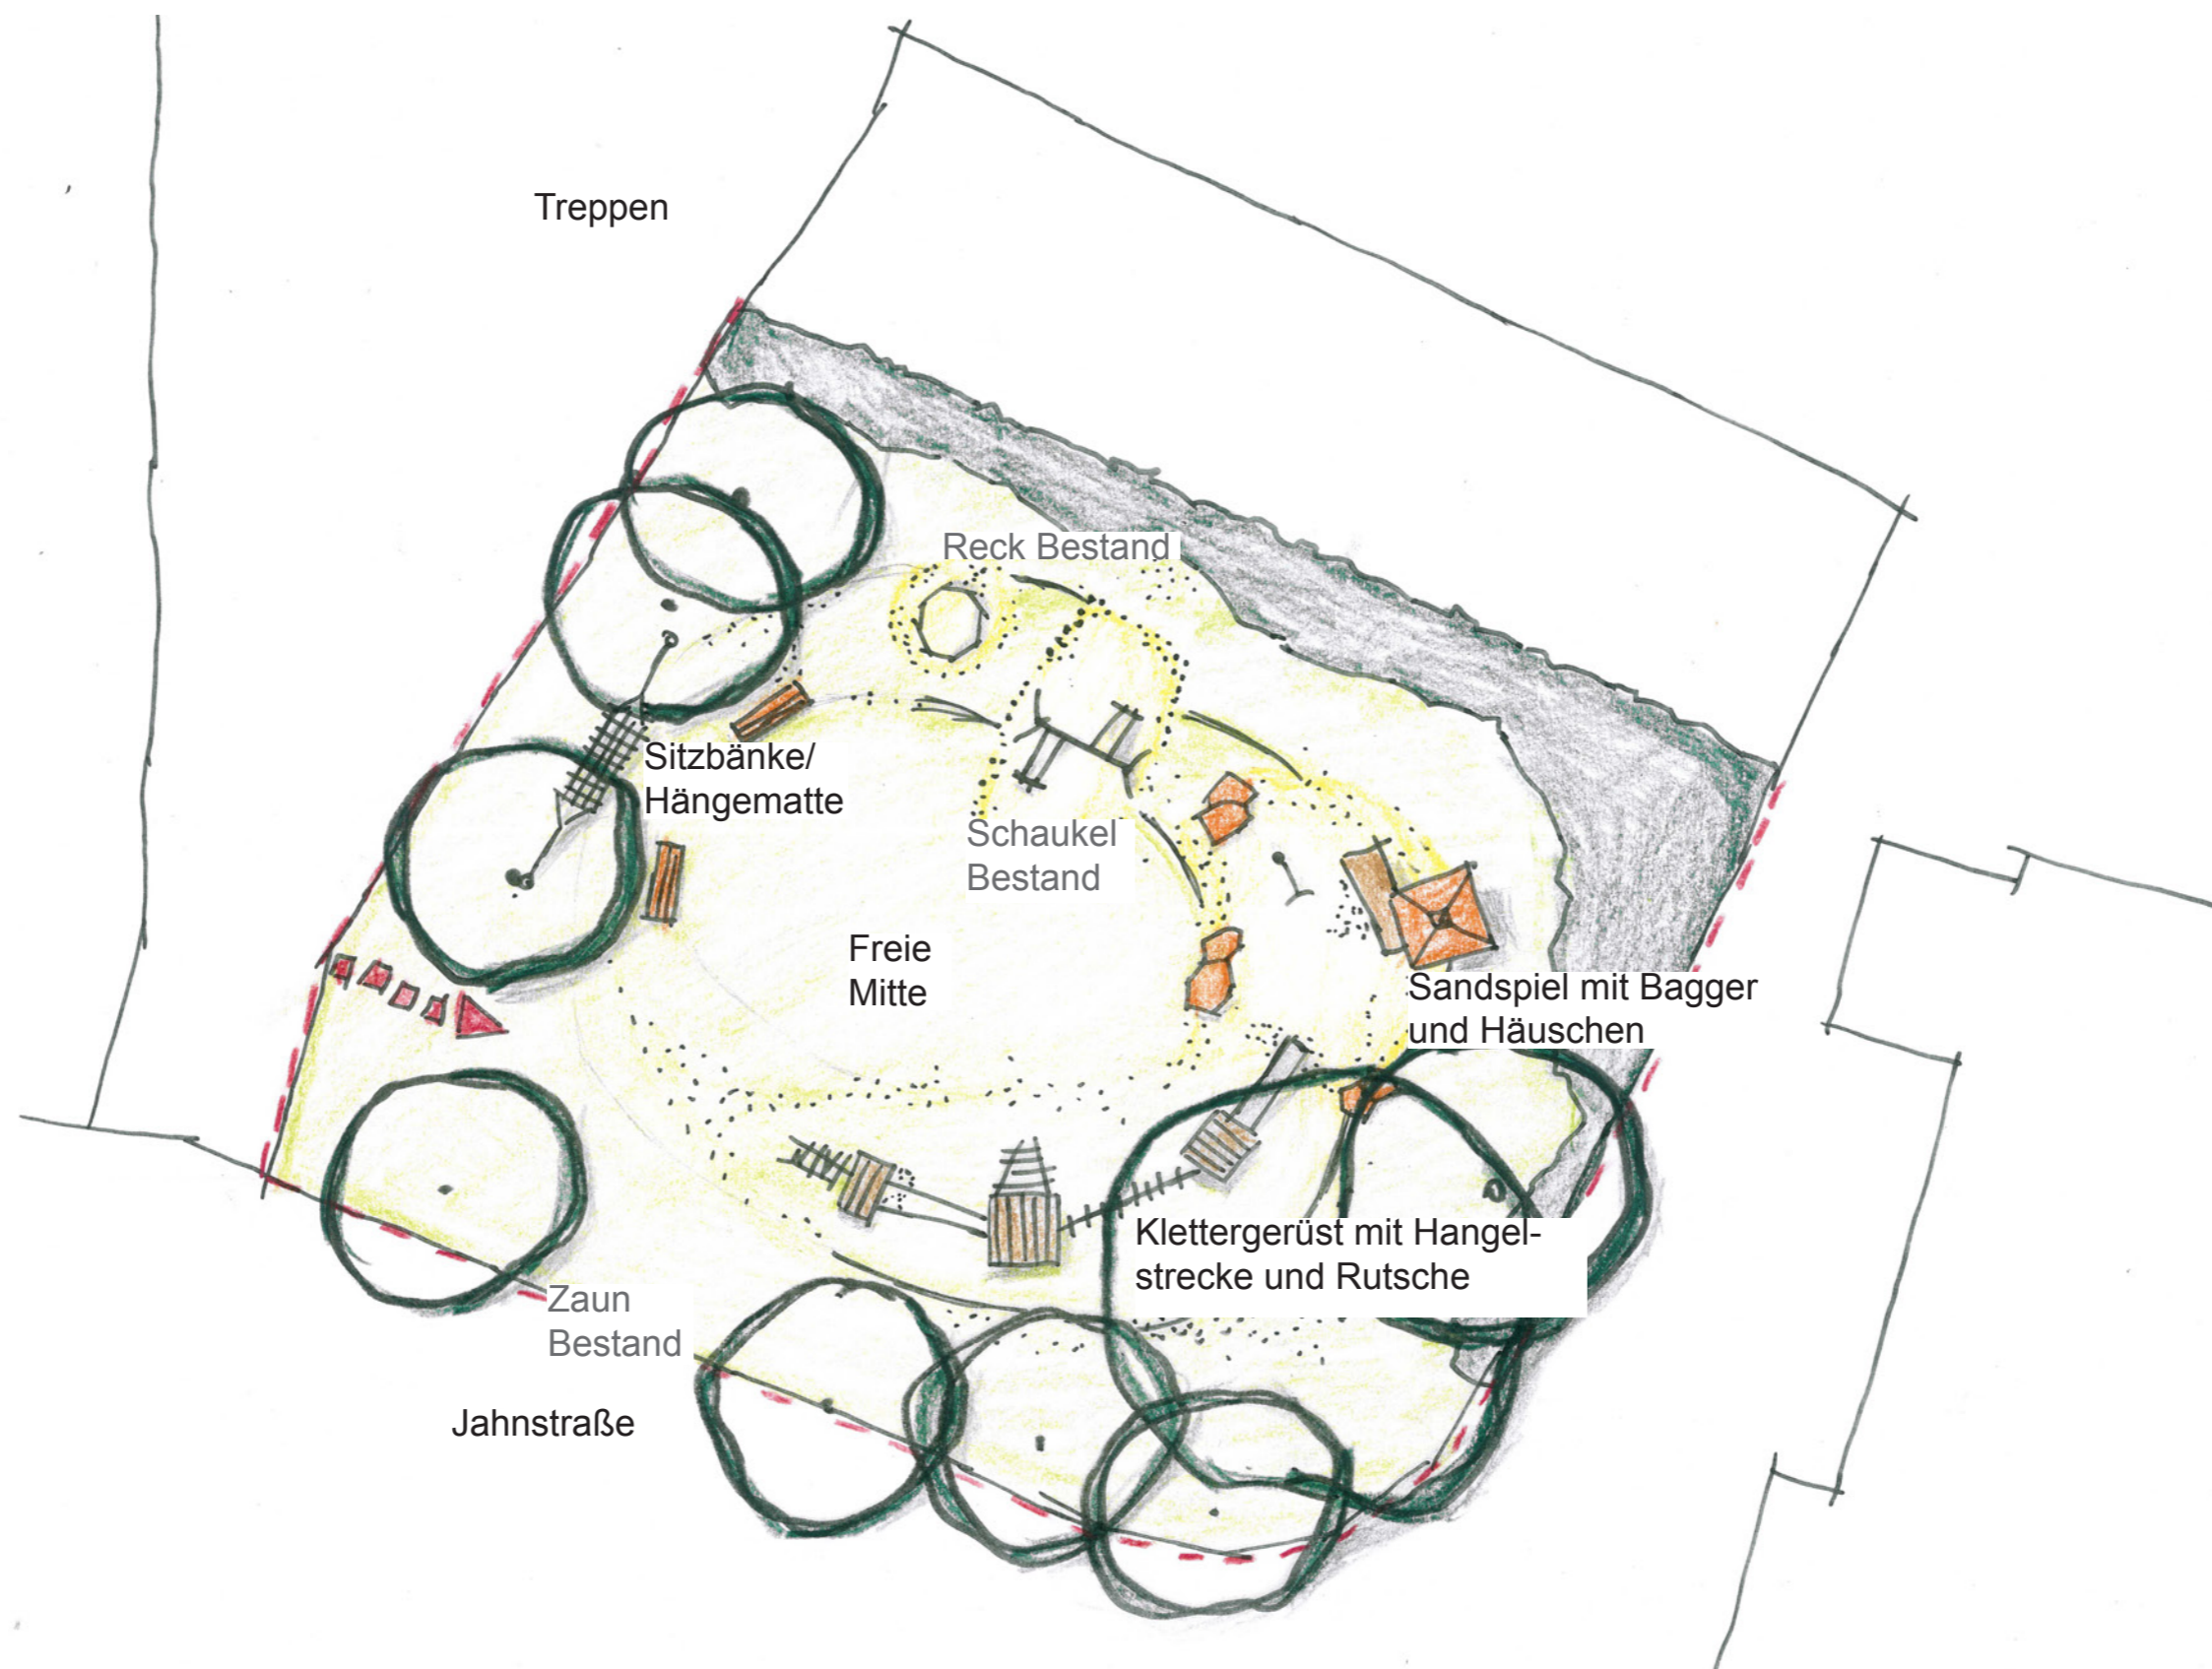 Treppen
Reck Bestand
Sitzbänke/
Hängematte
Schaukel
Bestand
Freie
Mitte
Sandspiel mit Bagger
und Häuschen
Klettergerüst mit Hangel-
strecke und Rutsche
Zaun
Bestand
Jahnstraße